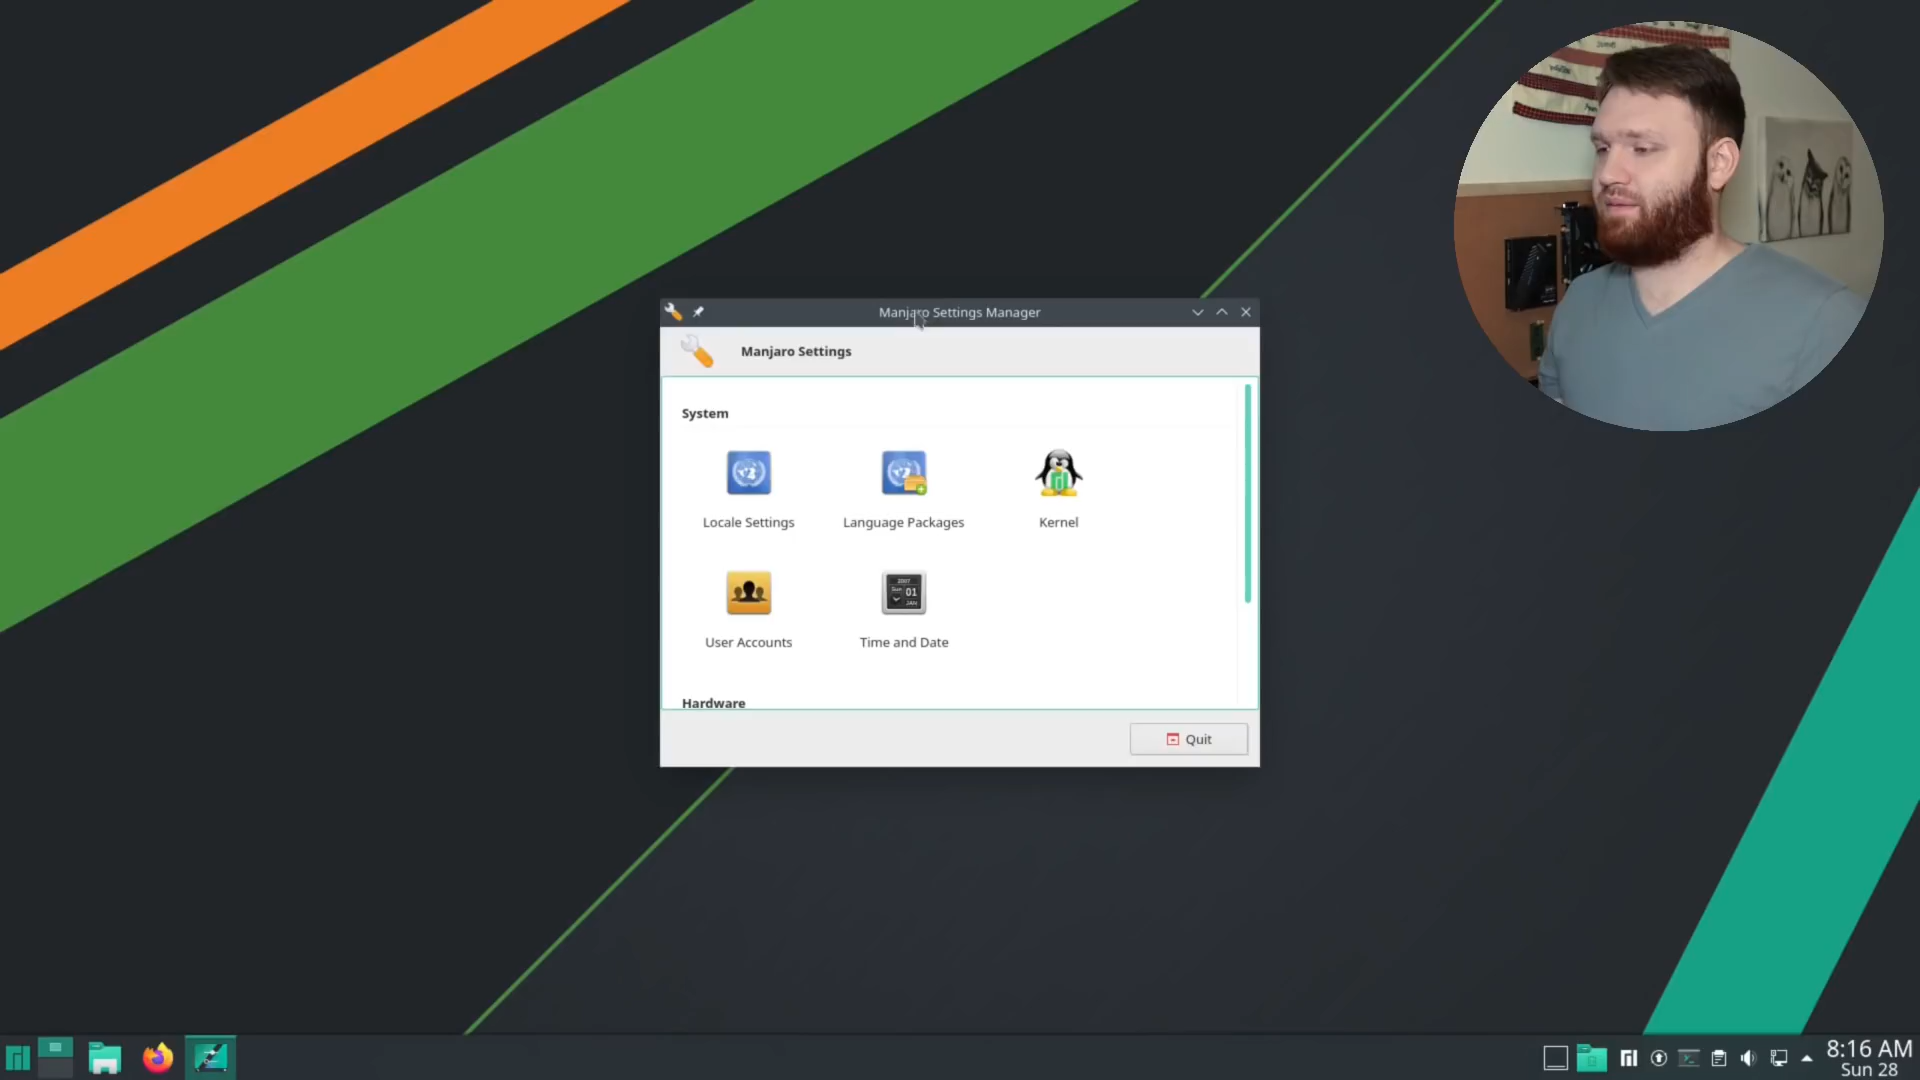 Manjaro Settings Manager
Manjaro Settings
System
Locale Settings
Language Packages
Kernel
User Accounts
Time and Date
Hardware
Quit
8:16 AM
Sun 28